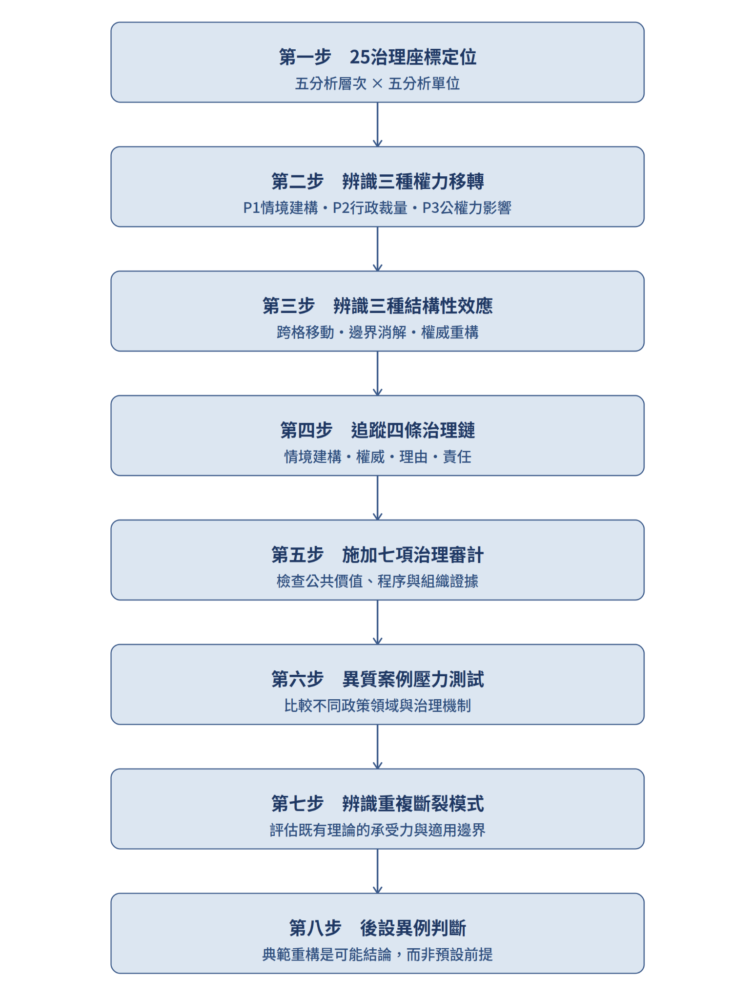 第一步　25治理座標定位
五分析層次 × 五分析單位
第二步　辨識三種權力移轉
P1情境建構・P2行政裁量・P3公權力影響
第三步　辨識三種結構性效應
跨格移動・邊界消解・權威重構
第四步　追蹤四條治理鏈
情境建構・權威・理由・責任
第五步　施加七項治理審計
檢查公共價值、程序與組織證據
第六步　異質案例壓力測試
比較不同政策領域與治理機制
第七步　辨識重複斷裂模式
評估既有理論的承受力與適用邊界
第八步　後設異例判斷
典範重構是可能結論，而非預設前提